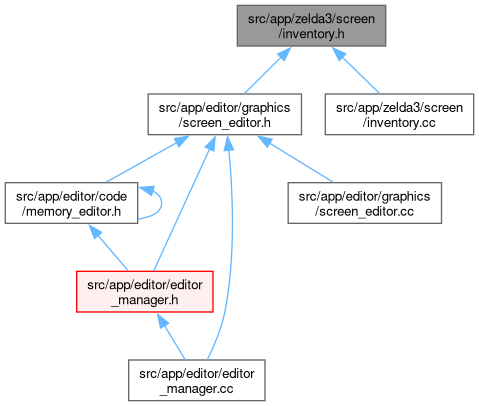 src/app/zelda3/screen
/inventory.h
src/app/editor/graphics
/screen_editor.h
src/app/zelda3/screen
/inventory.cc
src/app/editor/code
/memory_editor.h
src/app/editor/graphics
/screen_editor.cc
src/app/editor/editor
_manager.h
src/app/editor/editor
_manager.cc